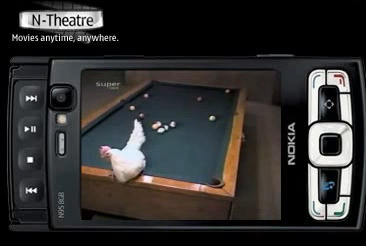 N-Theatre
Movies anytime, anywhere.
super
NOKIA
N95 8GB